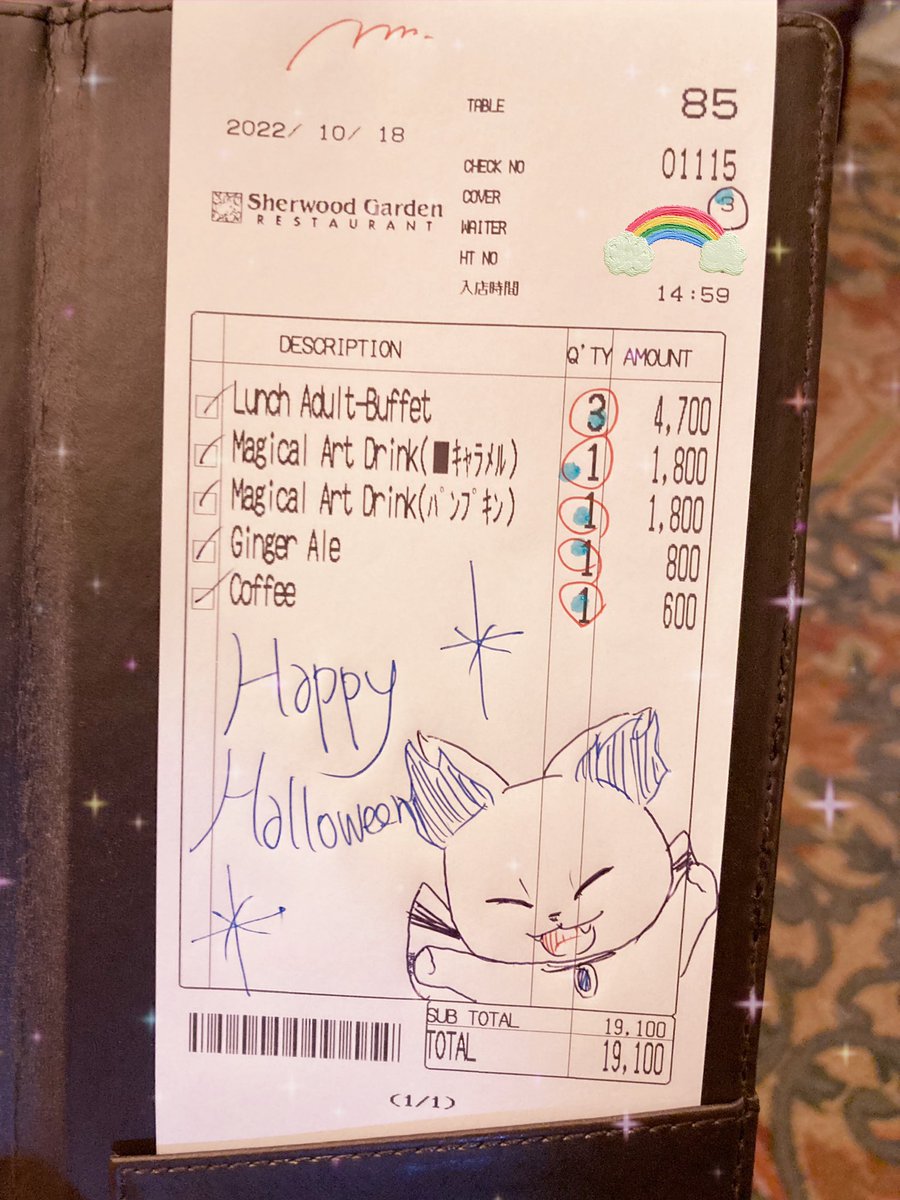 TABLE 85
2022/ 10/ 18
CHECK NO 01115
COVER 3
Sherwood Garden
RESTAURANT
WAITER
HT NO
入店時間 14:59
DESCRIPTION Q'TY AMOUNT
Lunch Adult-Buffet 3 4,700
Magical Art Drink(■キャラメル) 1 1,800
Magical Art Drink(パンプキン) 1 1,800
Ginger Ale 1 800
Coffee 1 600
Happy
Halloween
SUB TOTAL 19.100
TOTAL 19,100
(1/1)